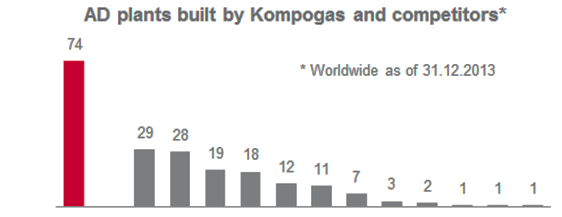 AD plants built by Kompogas and competitors*
74
* Worldwide as of 31.12.2013
29 28 19 18 12 11 7 3 2 1 1 1